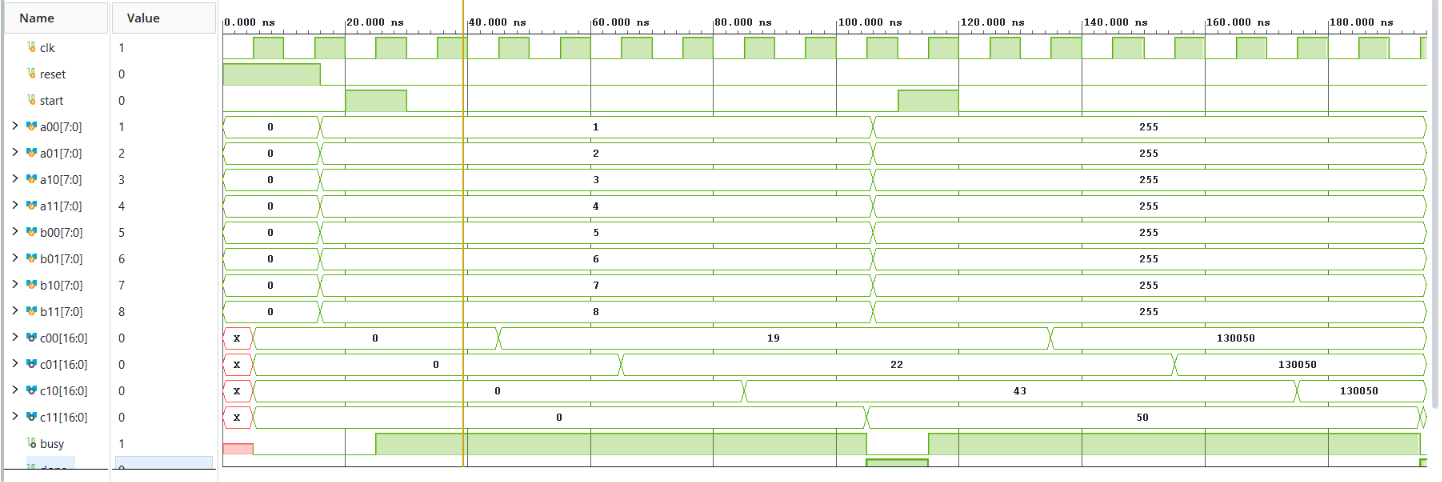 Name Value 0.000 ns 20.000 ns 40.000 ns 60.000 ns 80.000 ns 100.000 ns 120.000 ns 140.000 ns 160.000 ns 180.000 ns
clk 1
reset 0
start 0
a00[7:0] 1 0 1 255
a01[7:0] 2 0 2 255
a10[7:0] 3 0 3 255
a11[7:0] 4 0 4 255
b00[7:0] 5 0 5 255
b01[7:0] 6 0 6 255
b10[7:0] 7 0 7 255
b11[7:0] 8 0 8 255
c00[16:0] 0 X 0 19 130050
c01[16:0] 0 X 0 22 130050
c10[16:0] 0 X 0 43 130050
c11[16:0] 0 X 0 50
busy 1